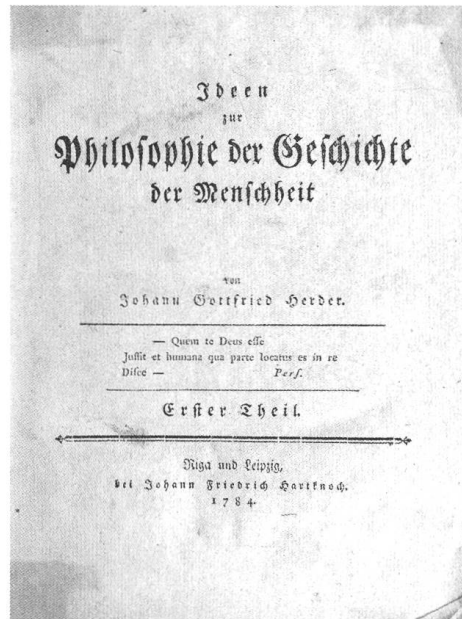 Ideen
zur
Philosophie der Geschichte
der Menschheit
von
Johann Gottfried Herder.
— Quem te Deus eſſe
Juſſit et humana qua parte locatus es in re
Diſce — Perſ.
Erſter Theil.
Riga und Leipzig,
bei Johann Friedrich Hartknoch.
1784.